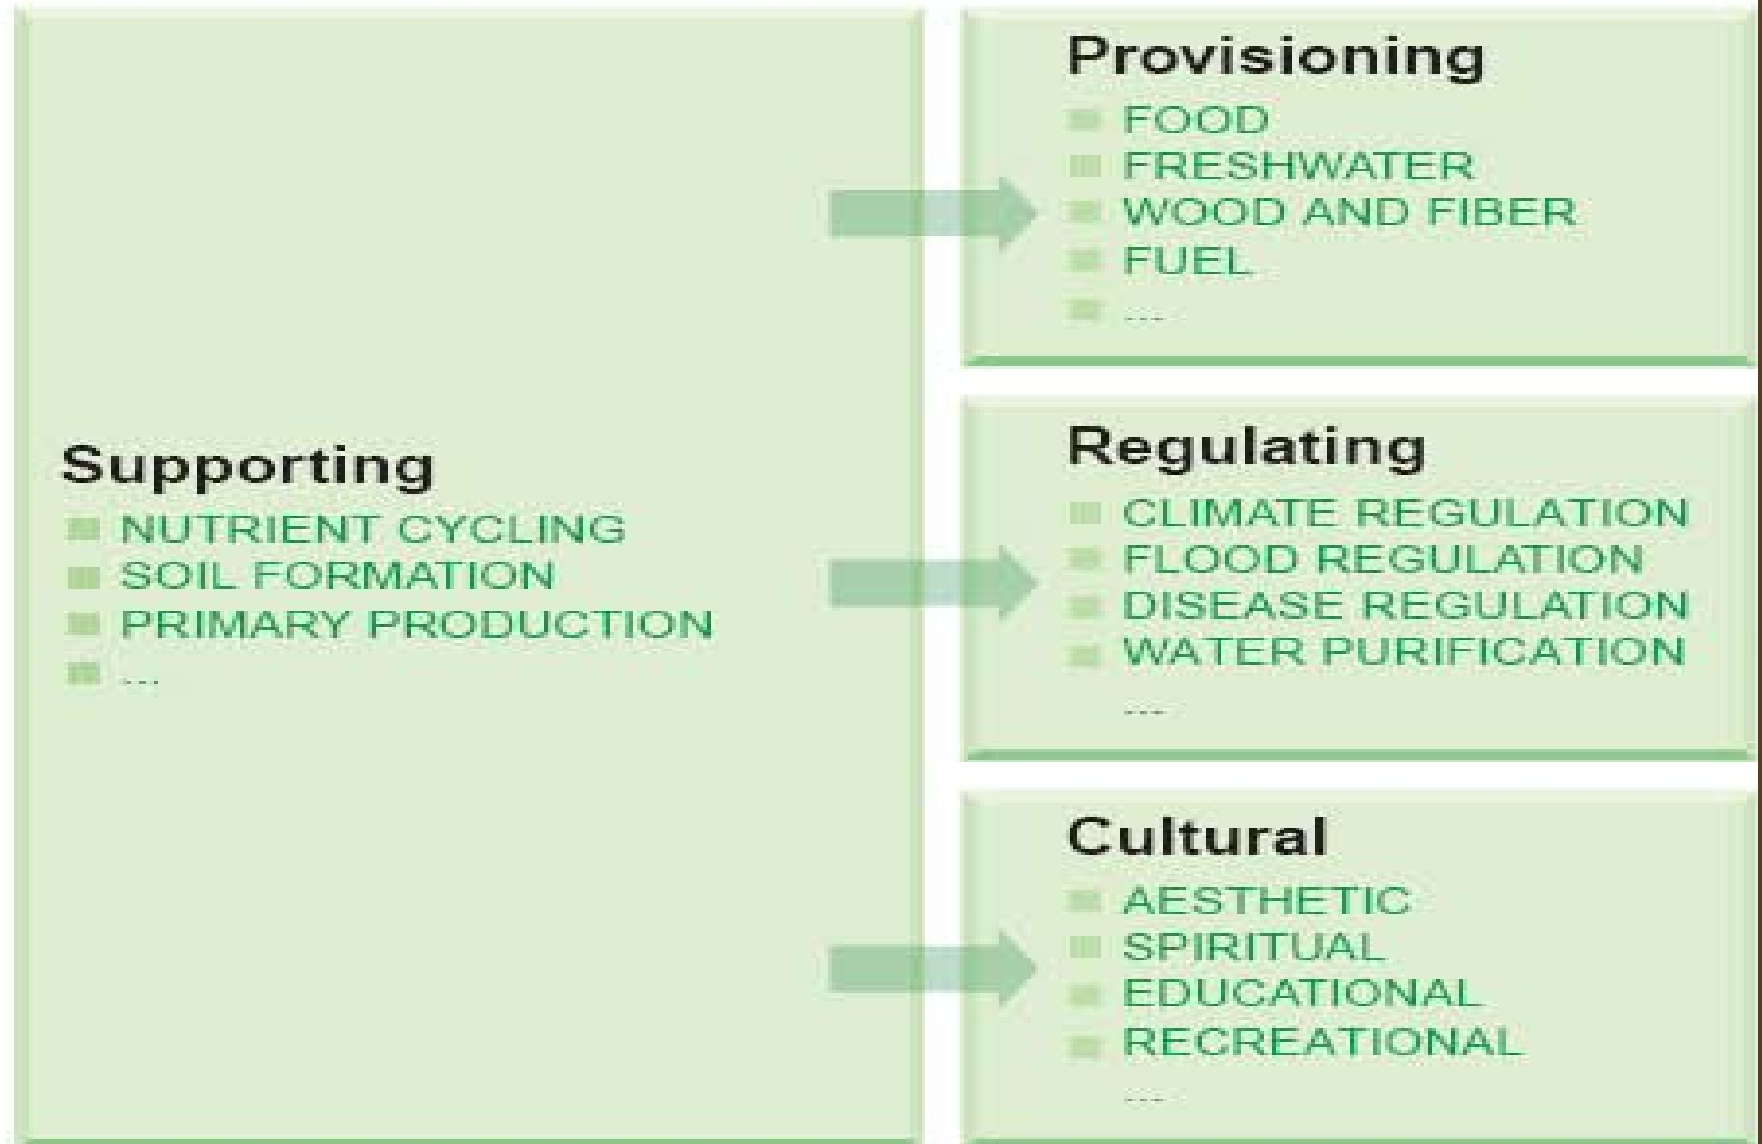 Supporting
NUTRIENT CYCLING
SOIL FORMATION
PRIMARY PRODUCTION
...
Provisioning
FOOD
FRESHWATER
WOOD AND FIBER
FUEL
...
Regulating
CLIMATE REGULATION
FLOOD REGULATION
DISEASE REGULATION
WATER PURIFICATION
...
Cultural
AESTHETIC
SPIRITUAL
EDUCATIONAL
RECREATIONAL
...